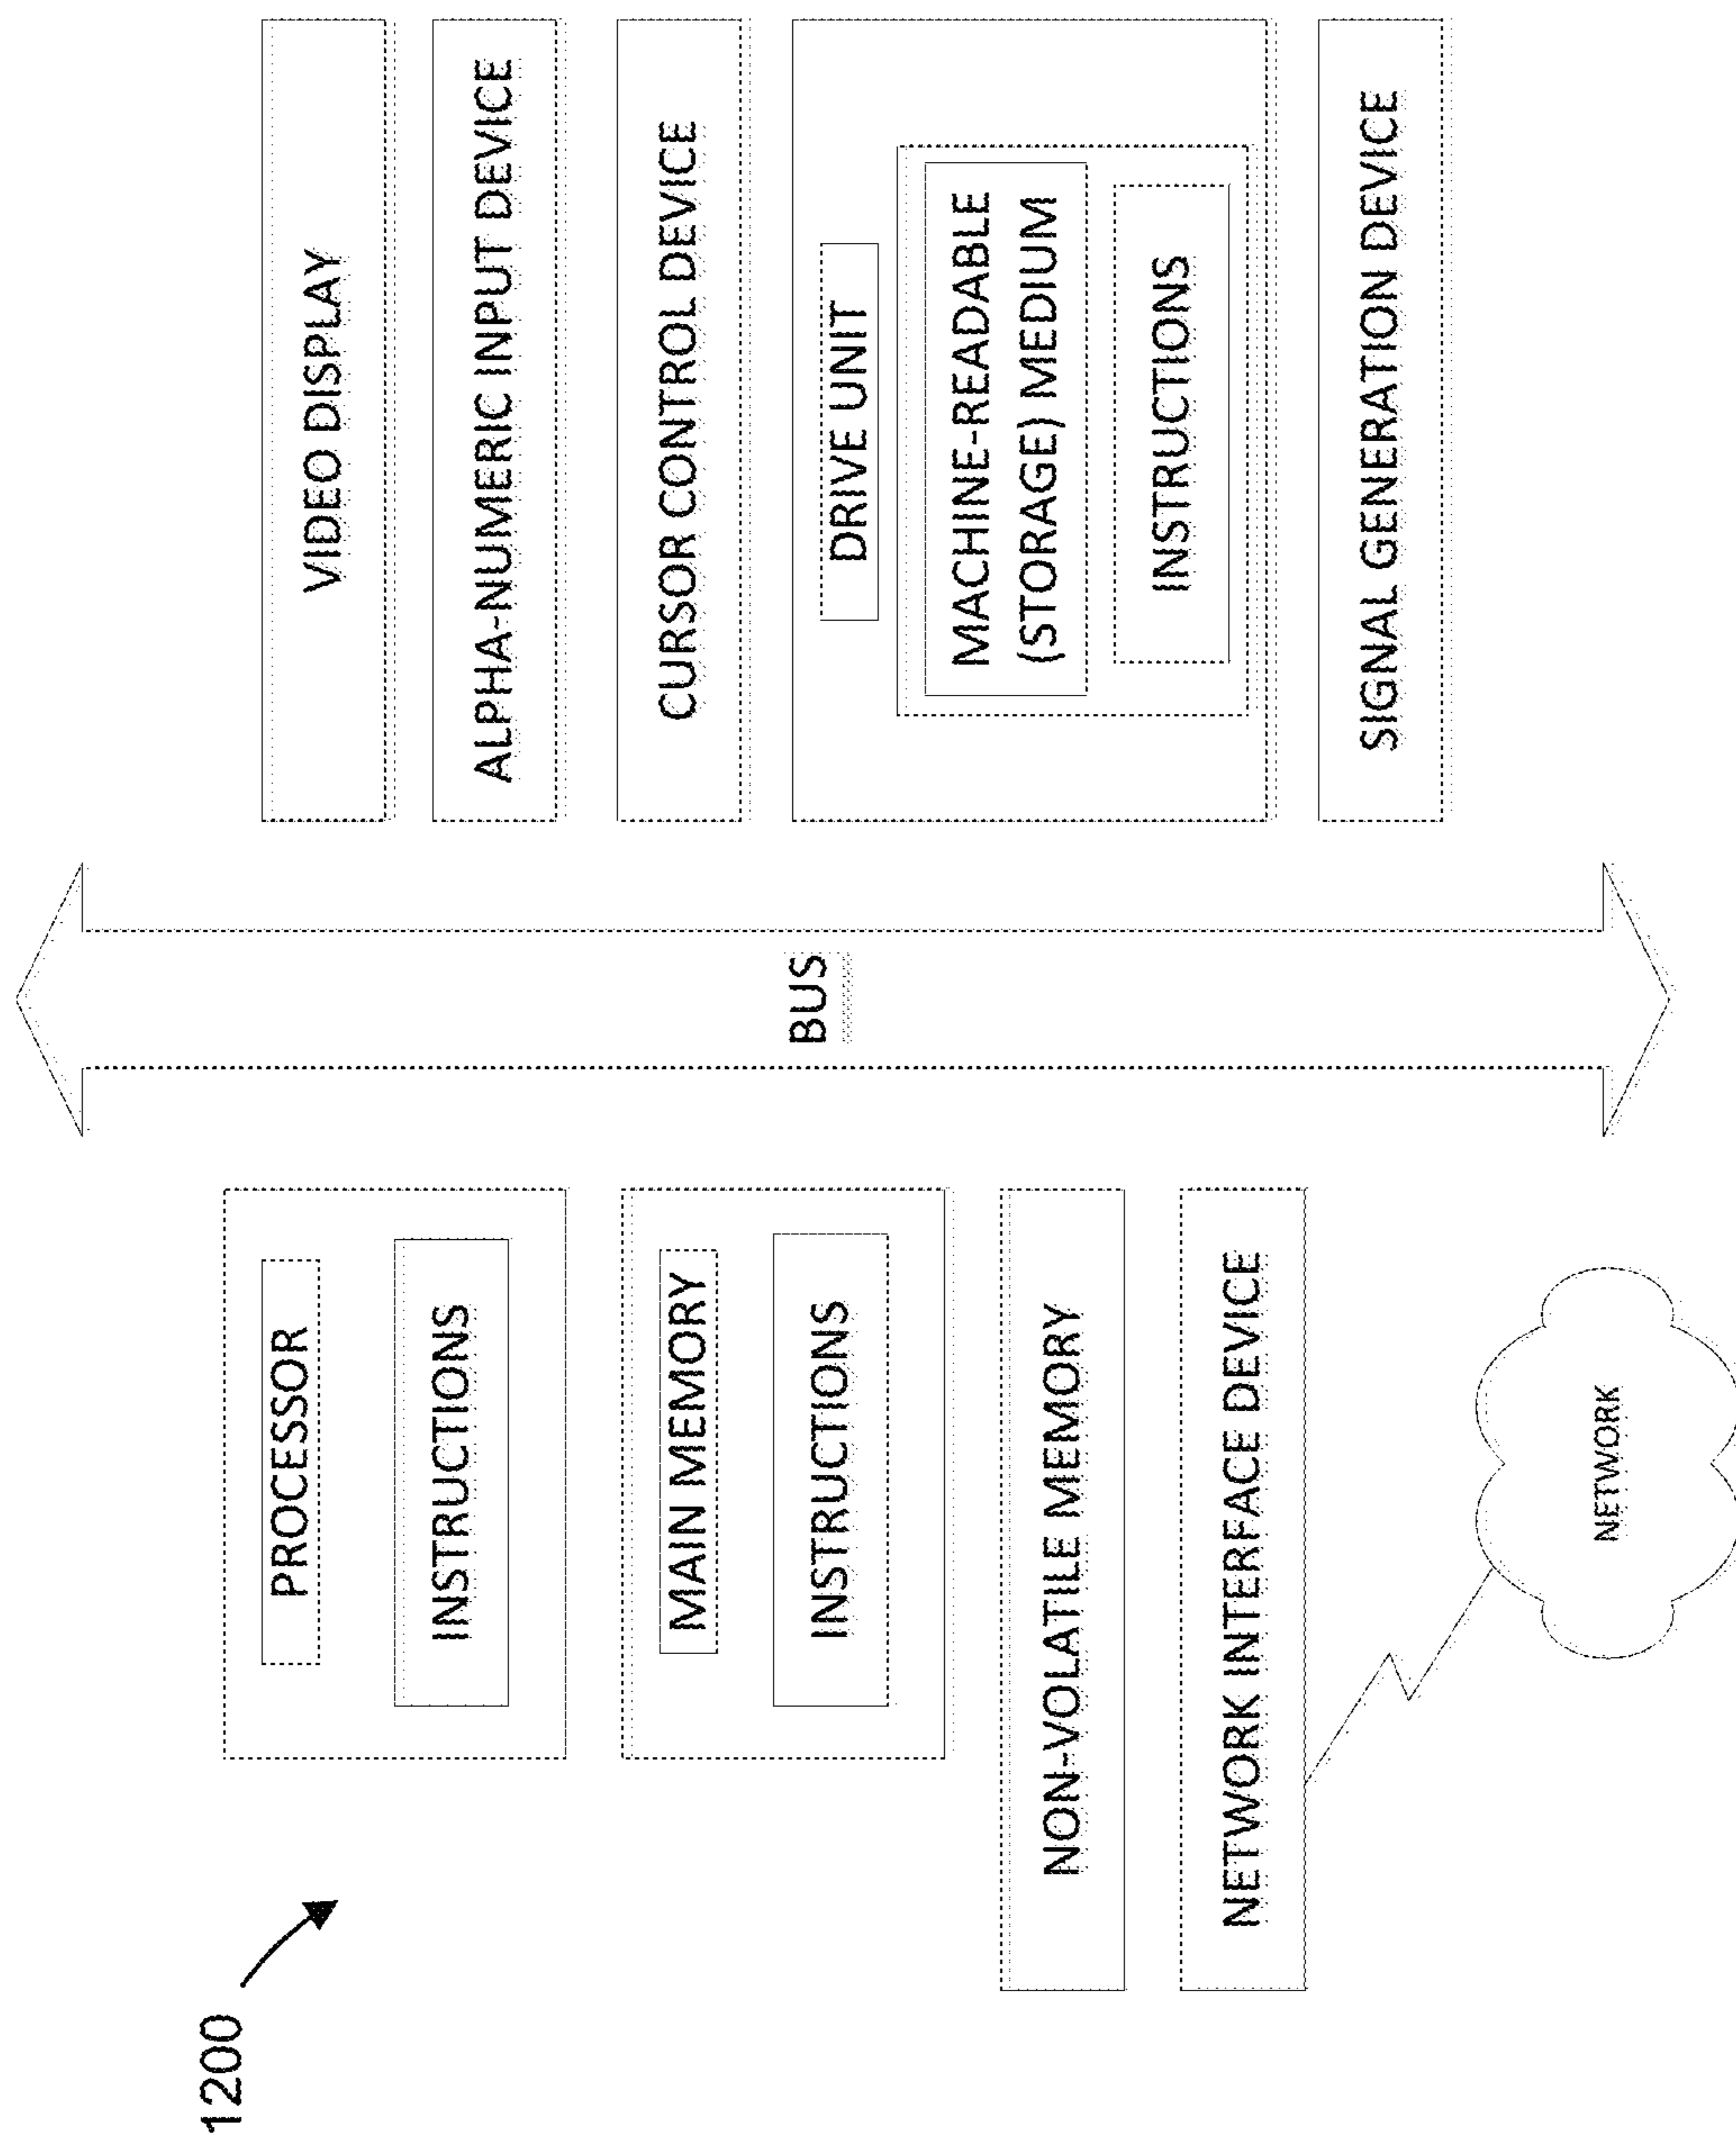 1200
PROCESSOR
INSTRUCTIONS
MAIN MEMORY
INSTRUCTIONS
NON-VOLATILE MEMORY
NETWORK INTERFACE DEVICE
NETWORK
BUS
VIDEO DISPLAY
ALPHA-NUMERIC INPUT DEVICE
CURSOR CONTROL DEVICE
DRIVE UNIT
MACHINE-READABLE
(STORAGE) MEDIUM
INSTRUCTIONS
SIGNAL GENERATION DEVICE